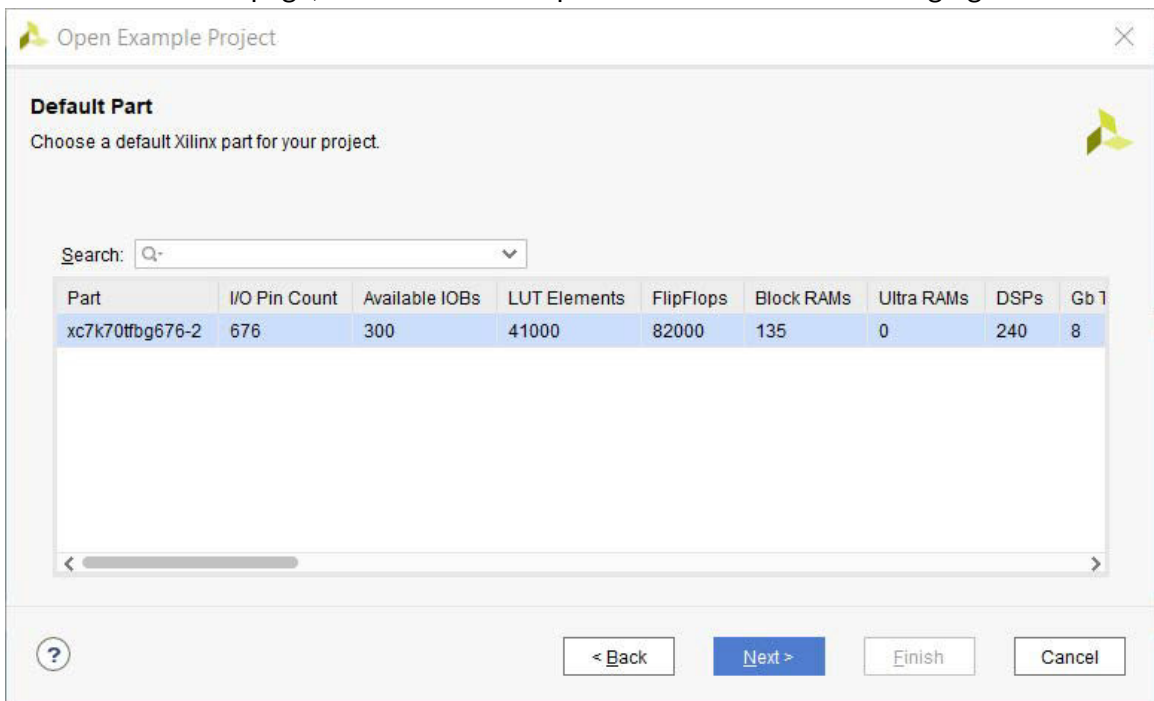 Open Example Project
Default Part
Choose a default Xilinx part for your project.
Search: Q-
Part I/O Pin Count Available IOBs LUT Elements FlipFlops Block RAMs Ultra RAMs DSPs Gb T
xc7k70tfbg676-2 676 300 41000 82000 135 0 240 8
? < Back Next > Finish Cancel